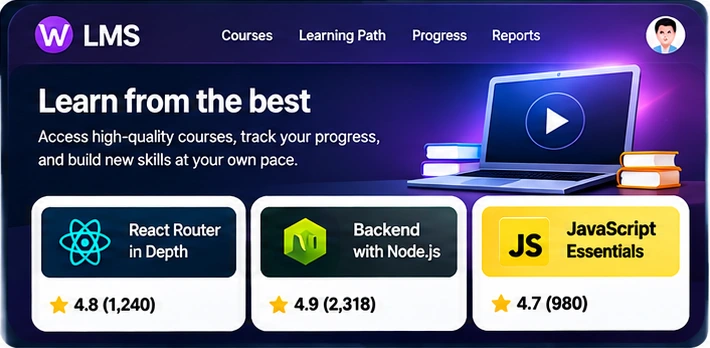 W LMS
Courses
Learning Path
Progress
Reports
Learn from the best
Access high-quality courses, track your progress,
and build new skills at your own pace.
React Router
in Depth
4.8 (1,240)
Backend
with Node.js
4.9 (2,318)
JS
JavaScript
Essentials
4.7 (980)